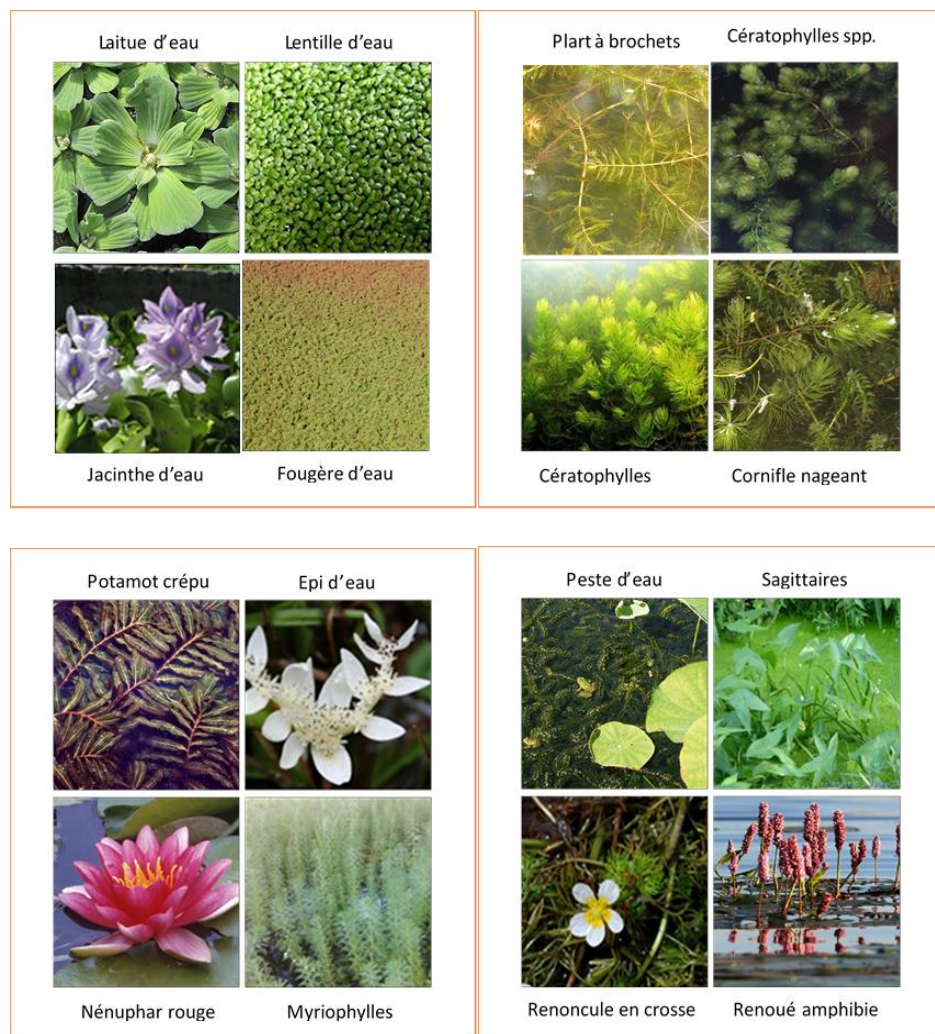 Laitue d'eau
Lentille d'eau
Jacinthe d'eau
Fougère d'eau
Plart à brochets
Cératophylles spp.
Cératophylles
Cornifle nageant
Potamot crépu
Epi d'eau
Nénuphar rouge
Myriophylles
Peste d'eau
Sagittaires
Renoncule en crosse
Renoué amphibie